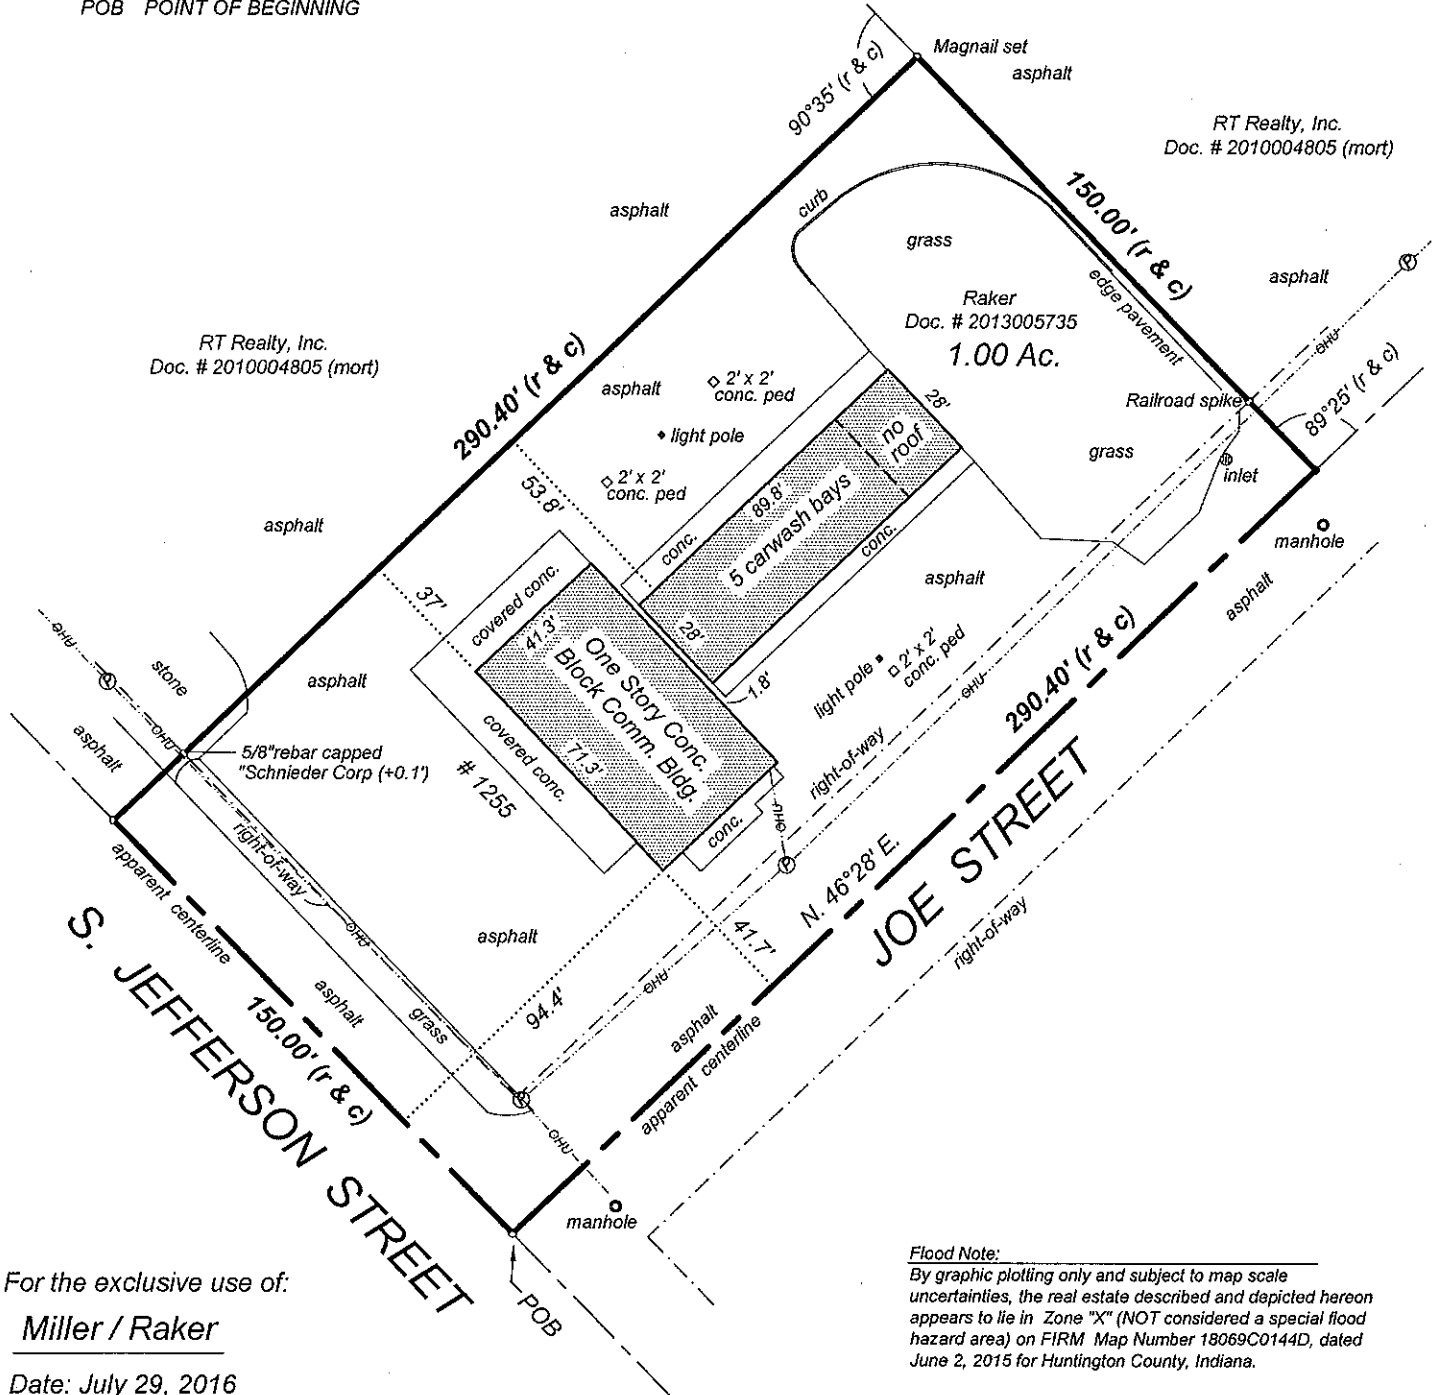 POB POINT OF BEGINNING
Magnail set
asphalt
90°35' (r & c)
RT Realty, Inc.
Doc. # 2010004805 (mort)
150.00' (r & c)
asphalt
curb
grass
edge pavement
asphalt
Raker
Doc. # 2013005735
1.00 Ac.
OHU
RT Realty, Inc.
Doc. # 2010004805 (mort)
290.40' (r & c)
asphalt
2' x 2'
conc. ped
light pole
2' x 2'
conc. ped
28'
no
roof
Railroad spike
89°25' (r & c)
grass
inlet
53.8'
89.8'
5 carwash bays
conc.
conc.
asphalt
manhole
asphalt
asphalt
37'
covered conc.
41.3'
28'
One Story Conc.
Block Comm. Bldg.
71.3'
1.8'
light pole
2' x 2'
conc. ped
OHU
290.40' (r & c)
OHU
stone
asphalt
asphalt
OHU
5/8"rebar capped
"Schnieder Corp (+0.1')
covered conc.
# 1255
right-of-way
conc.
OHU
P
P
P
P
right-of-way
apparent centerline
N. 46°28' E.
JOE STREET
right-of-way
OHU
asphalt
41.7'
94.4'
OHU
asphalt
grass
150.00' (r & c)
S. JEFFERSON STREET
asphalt
apparent centerline
OHU
manhole
POB
For the exclusive use of:
Miller / Raker
Date: July 29, 2016
Flood Note:
By graphic plotting only and subject to map scale
uncertainties, the real estate described and depicted hereon
appears to lie in Zone "X" (NOT considered a special flood
hazard area) on FIRM Map Number 18069C0144D, dated
June 2, 2015 for Huntington County, Indiana.